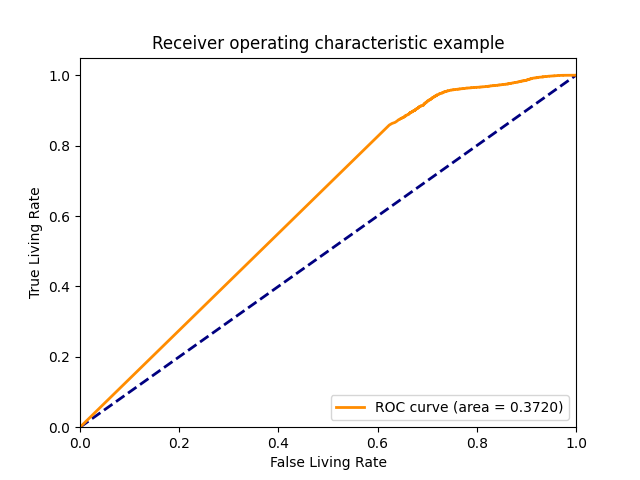 Receiver operating characteristic example
True Living Rate
1.0
0.8
0.6
0.4
0.2
0.0
ROC curve (area = 0.3720)
0.0 0.2 0.4 0.6 0.8 1.0
False Living Rate